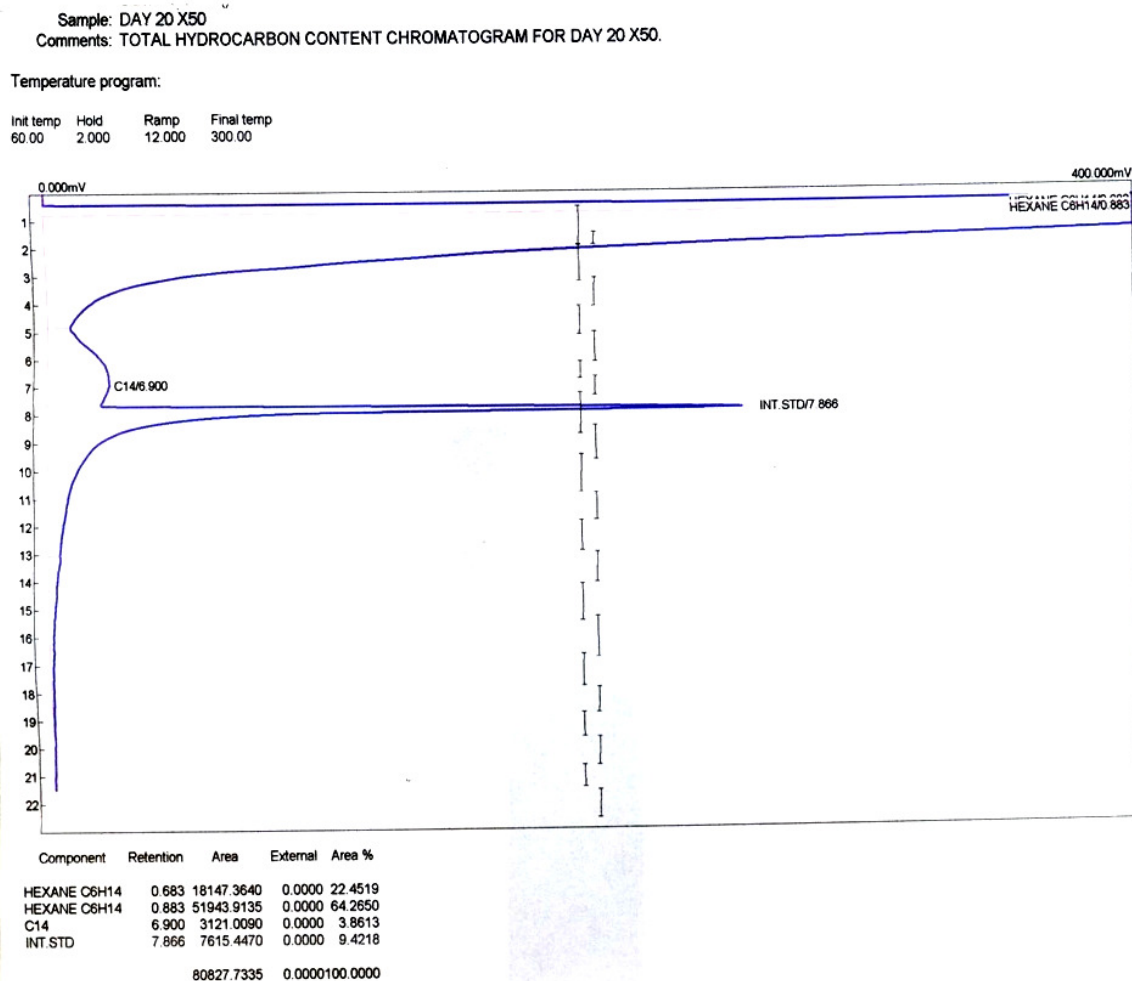 Sample: DAY 20 X50
Comments: TOTAL HYDROCARBON CONTENT CHROMATOGRAM FOR DAY 20 X50.
Temperature program:
Init temp Hold Ramp Final temp
60.00 2.000 12.000 300.00
0.000mV 400.000mV
HEXANE C6H14/0.883
1
2
3
4
5
6
7 C14/6.900
INT.STD/7.866
8
9
10
11
12
13
14
15
16
17
18
19
20
21
22
Component Retention Area External Area %
HEXANE C6H14 0.683 18147.3640 0.0000 22.4519
HEXANE C6H14 0.883 51943.9135 0.0000 64.2650
C14 6.900 3121.0090 0.0000 3.8613
INT.STD 7.866 7615.4470 0.0000 9.4218
80827.7335 0.0000100.0000